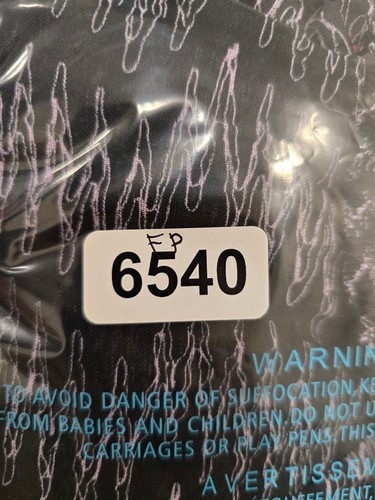 FP
6540
WARNIN
TO AVOID DANGER OF SUFFOCATION, KE
FROM BABIES AND CHILDREN. DO NOT U
CARRIAGES OR PLAY PENS. THIS
AVERTISSEM